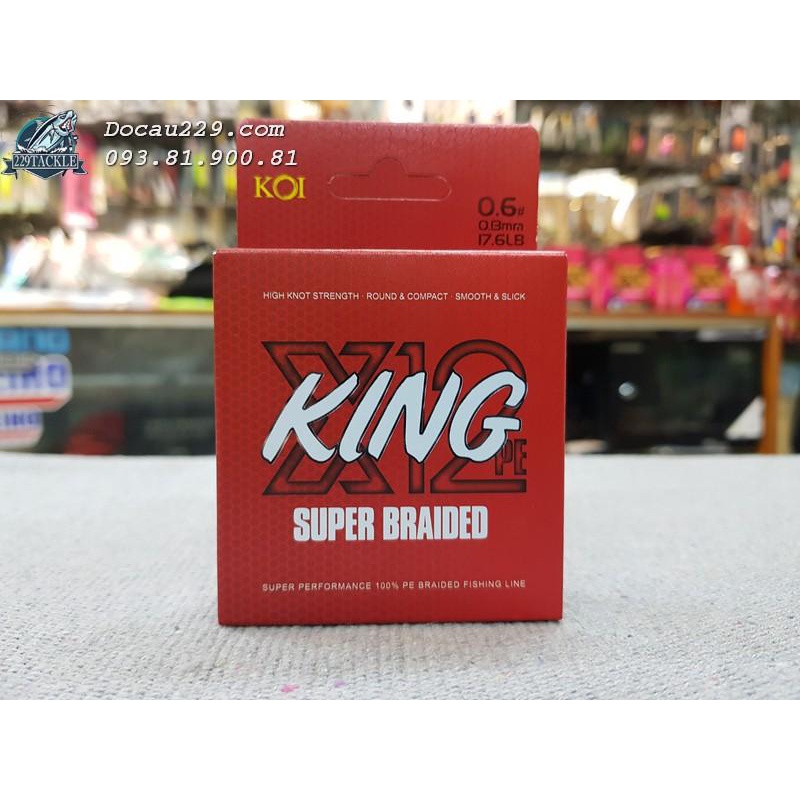 Docau229.com
093.81.900.81
229TACKLE
KOI
0.6#
0.13mm
17.6LB
HIGH KNOT STRENGTH · ROUND & COMPACT · SMOOTH & SLICK
X12
KING
PE
SUPER BRAIDED
SUPER PERFORMANCE 100% PE BRAIDED FISHING LINE